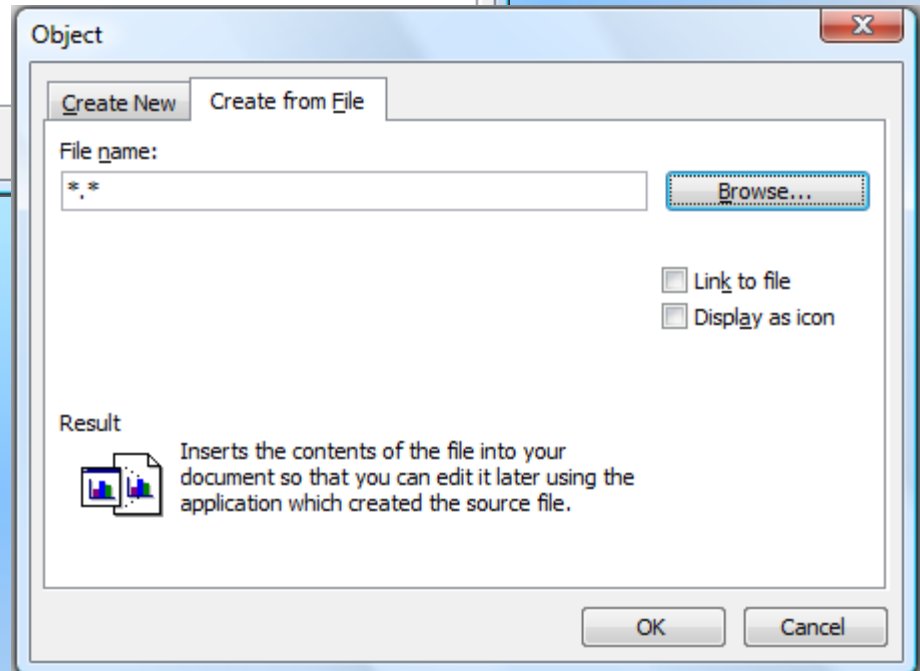 Object
Create New
Create from File
File name:
*.*
Browse...
Link to file
Display as icon
Result
Inserts the contents of the file into your
document so that you can edit it later using the
application which created the source file.
OK
Cancel